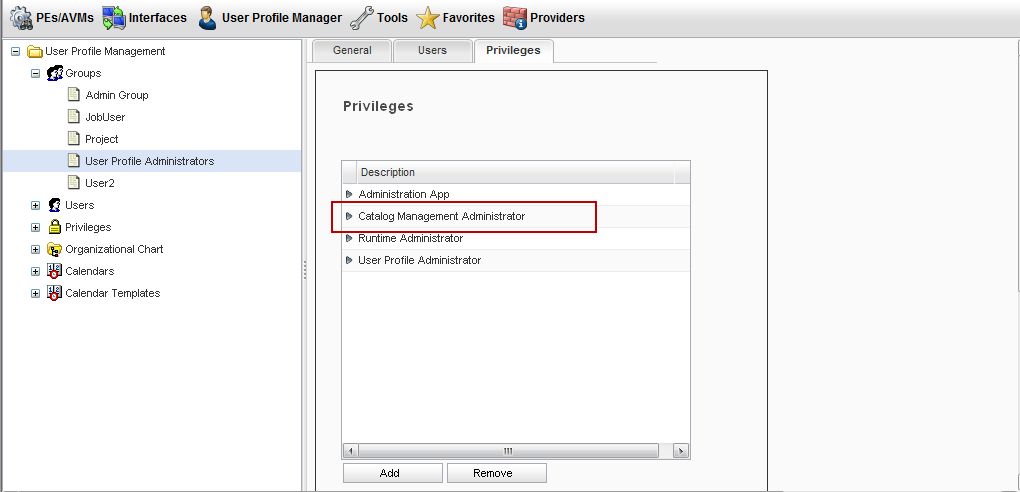 PEs/AVMs Interfaces User Profile Manager Tools Favorites Providers
User Profile Management
Groups
Admin Group
JobUser
Project
User Profile Administrators
User2
Users
Privileges
Organizational Chart
Calendars
Calendar Templates
General Users Privileges
Privileges
Description
Administration App
Catalog Management Administrator
Runtime Administrator
User Profile Administrator
Add Remove